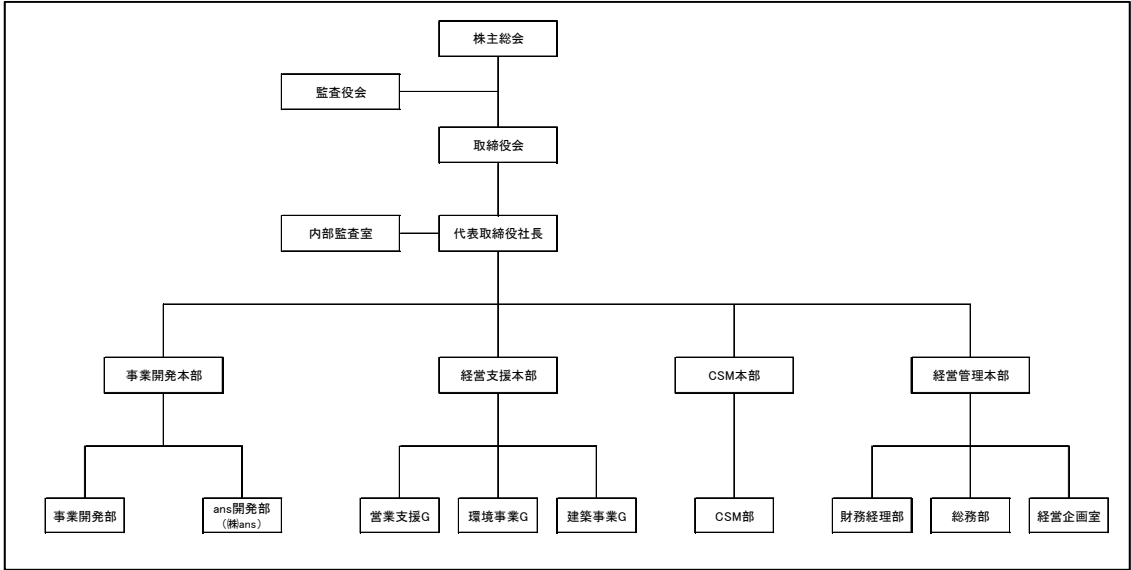 株主総会
監査役会
取締役会
内部監査室
代表取締役社長
事業開発本部
経営支援本部
CSM本部
経営管理本部
事業開発部
ans開発部
(㈱ans)
営業支援G
環境事業G
建築事業G
CSM部
財務経理部
総務部
経営企画室